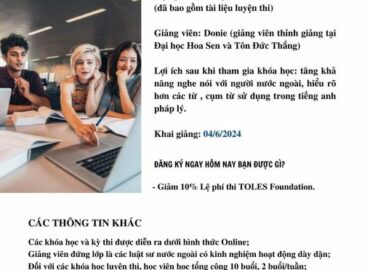 (đã bao gồm tài liệu luyện thi)
Giảng viên: Donie (giảng viên thỉnh giảng tại
Đại học Hoa Sen và Tôn Đức Thắng)
Lợi ích sau khi tham gia khóa học: tăng khả
năng nghe nói với người nước ngoài, hiểu rõ
hơn các từ , cụm từ sử dụng trong tiếng anh
pháp lý.
Khai giảng: 04/6/2024
ĐĂNG KÝ NGAY HÔM NAY BẠN ĐƯỢC GÌ?
- Giảm 10% Lệ phí thi TOLES Foundation.
CÁC THÔNG TIN KHÁC
Các khóa học và kỳ thi được diễn ra dưới hình thức Online;
Giảng viên đứng lớp là các luật sư nước ngoài có kinh nghiệm hoạt động dày dặn;
Đối với các khóa học luyện thi, học viên học tổng cộng 10 buổi, 2 buổi/tuần;